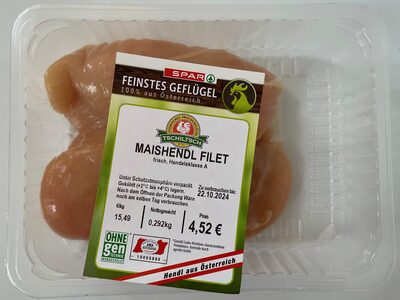 SPAR
FEINSTES GEFLÜGEL
100% aus Österreich
TSCHILTSCH
MAISHENDL FILET
frisch, Handelsklasse A
Unter Schutzatmosphäre verpackt.
Gekühlt (+2°C bis +4°C) lagern.
Nach dem Öffnen der Packung Ware
noch am selben Tag verbrauchen.
Zu verbrauchen bis:
22.10.2024
€/kg Nettogewicht Preis
15,49 0,292kg 4,52 €
OHNE
gen
10055884
Hendl aus Österreich